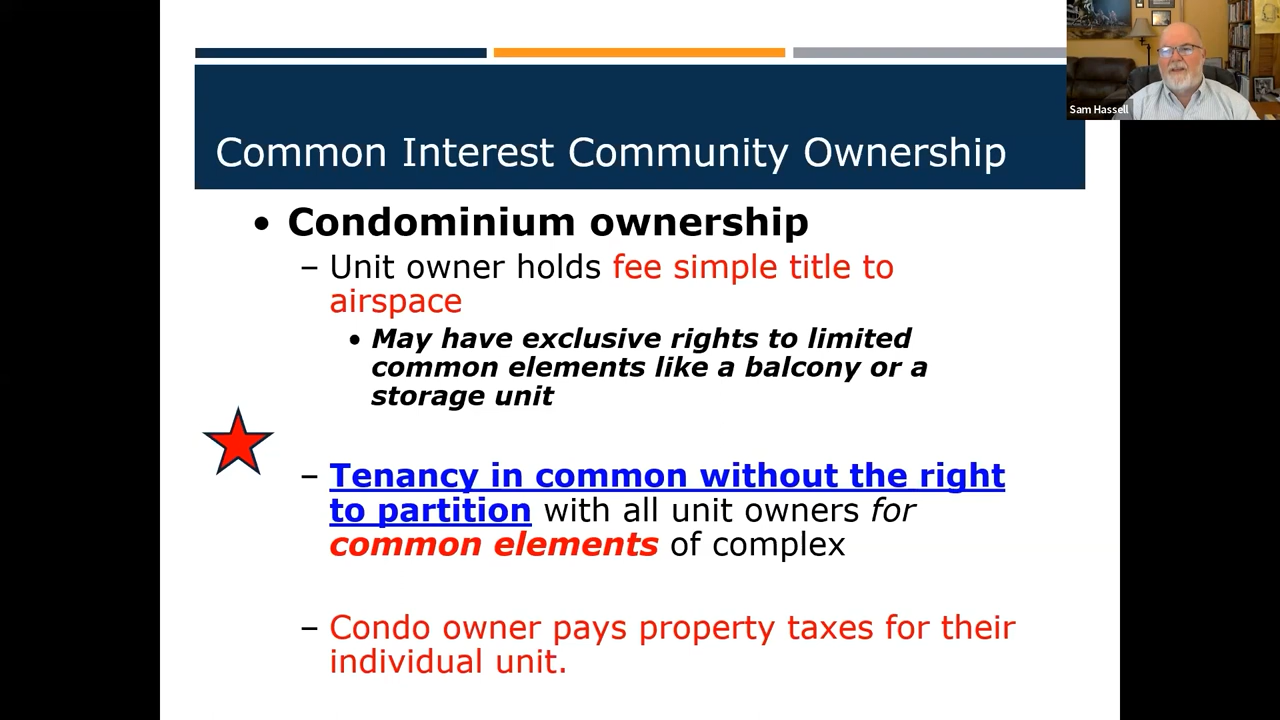 Common Interest Community Ownership
• Condominium ownership
– Unit owner holds fee simple title to
airspace
• May have exclusive rights to limited
common elements like a balcony or a
storage unit
– Tenancy in common without the right
to partition with all unit owners for
common elements of complex
– Condo owner pays property taxes for their
individual unit.
Sam Hassell